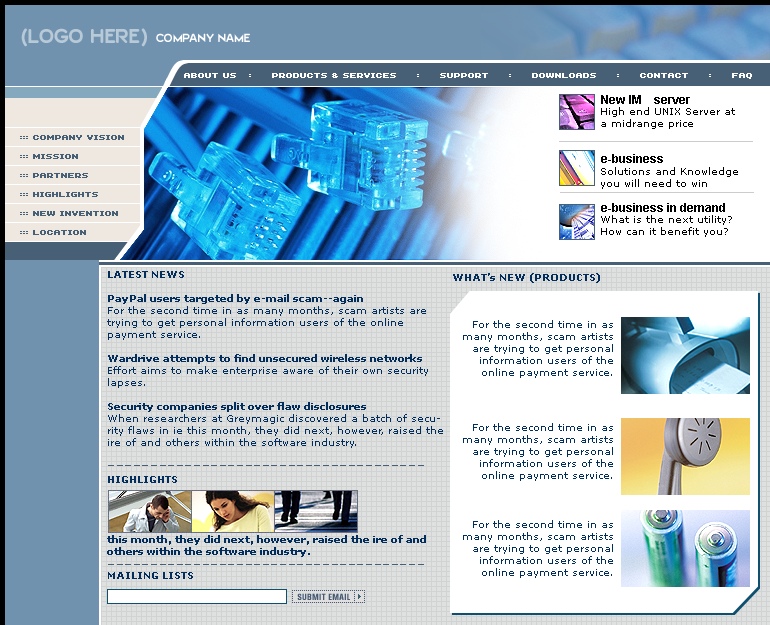 (LOGO HERE) COMPANY NAME
ABOUT US : PRODUCTS & SERVICES : SUPPORT : DOWNLOADS : CONTACT : FAQ
::: COMPANY VISION
::: MISSION
::: PARTNERS
::: HIGHLIGHTS
::: NEW INVENTION
::: LOCATION
New IM server
High end UNIX Server at
a midrange price
e-business
Solutions and Knowledge
you will need to win
e-business in demand
What is the next utility?
How can it benefit you?
LATEST NEWS
PayPal users targeted by e-mail scam--again
For the second time in as many months, scam artists are
trying to get personal information users of the online
payment service.
Wardrive attempts to find unsecured wireless networks
Effort aims to make enterprise aware of their own security
lapses.
Security companies split over flaw disclosures
When researchers at Greymagic discovered a batch of secu-
rity flaws in ie this month, they did next, however, raised the
ire of and others within the software industry.
HIGHLIGHTS
this month, they did next, however, raised the ire of and
others within the software industry.
MAILING LISTS
SUBMIT EMAIL
WHAT's NEW (PRODUCTS)
For the second time in as
many months, scam artists
are trying to get personal
information users of the
online payment service.
For the second time in as
many months, scam artists
are trying to get personal
information users of the
online payment service.
For the second time in as
many months, scam artists
are trying to get personal
information users of the
online payment service.